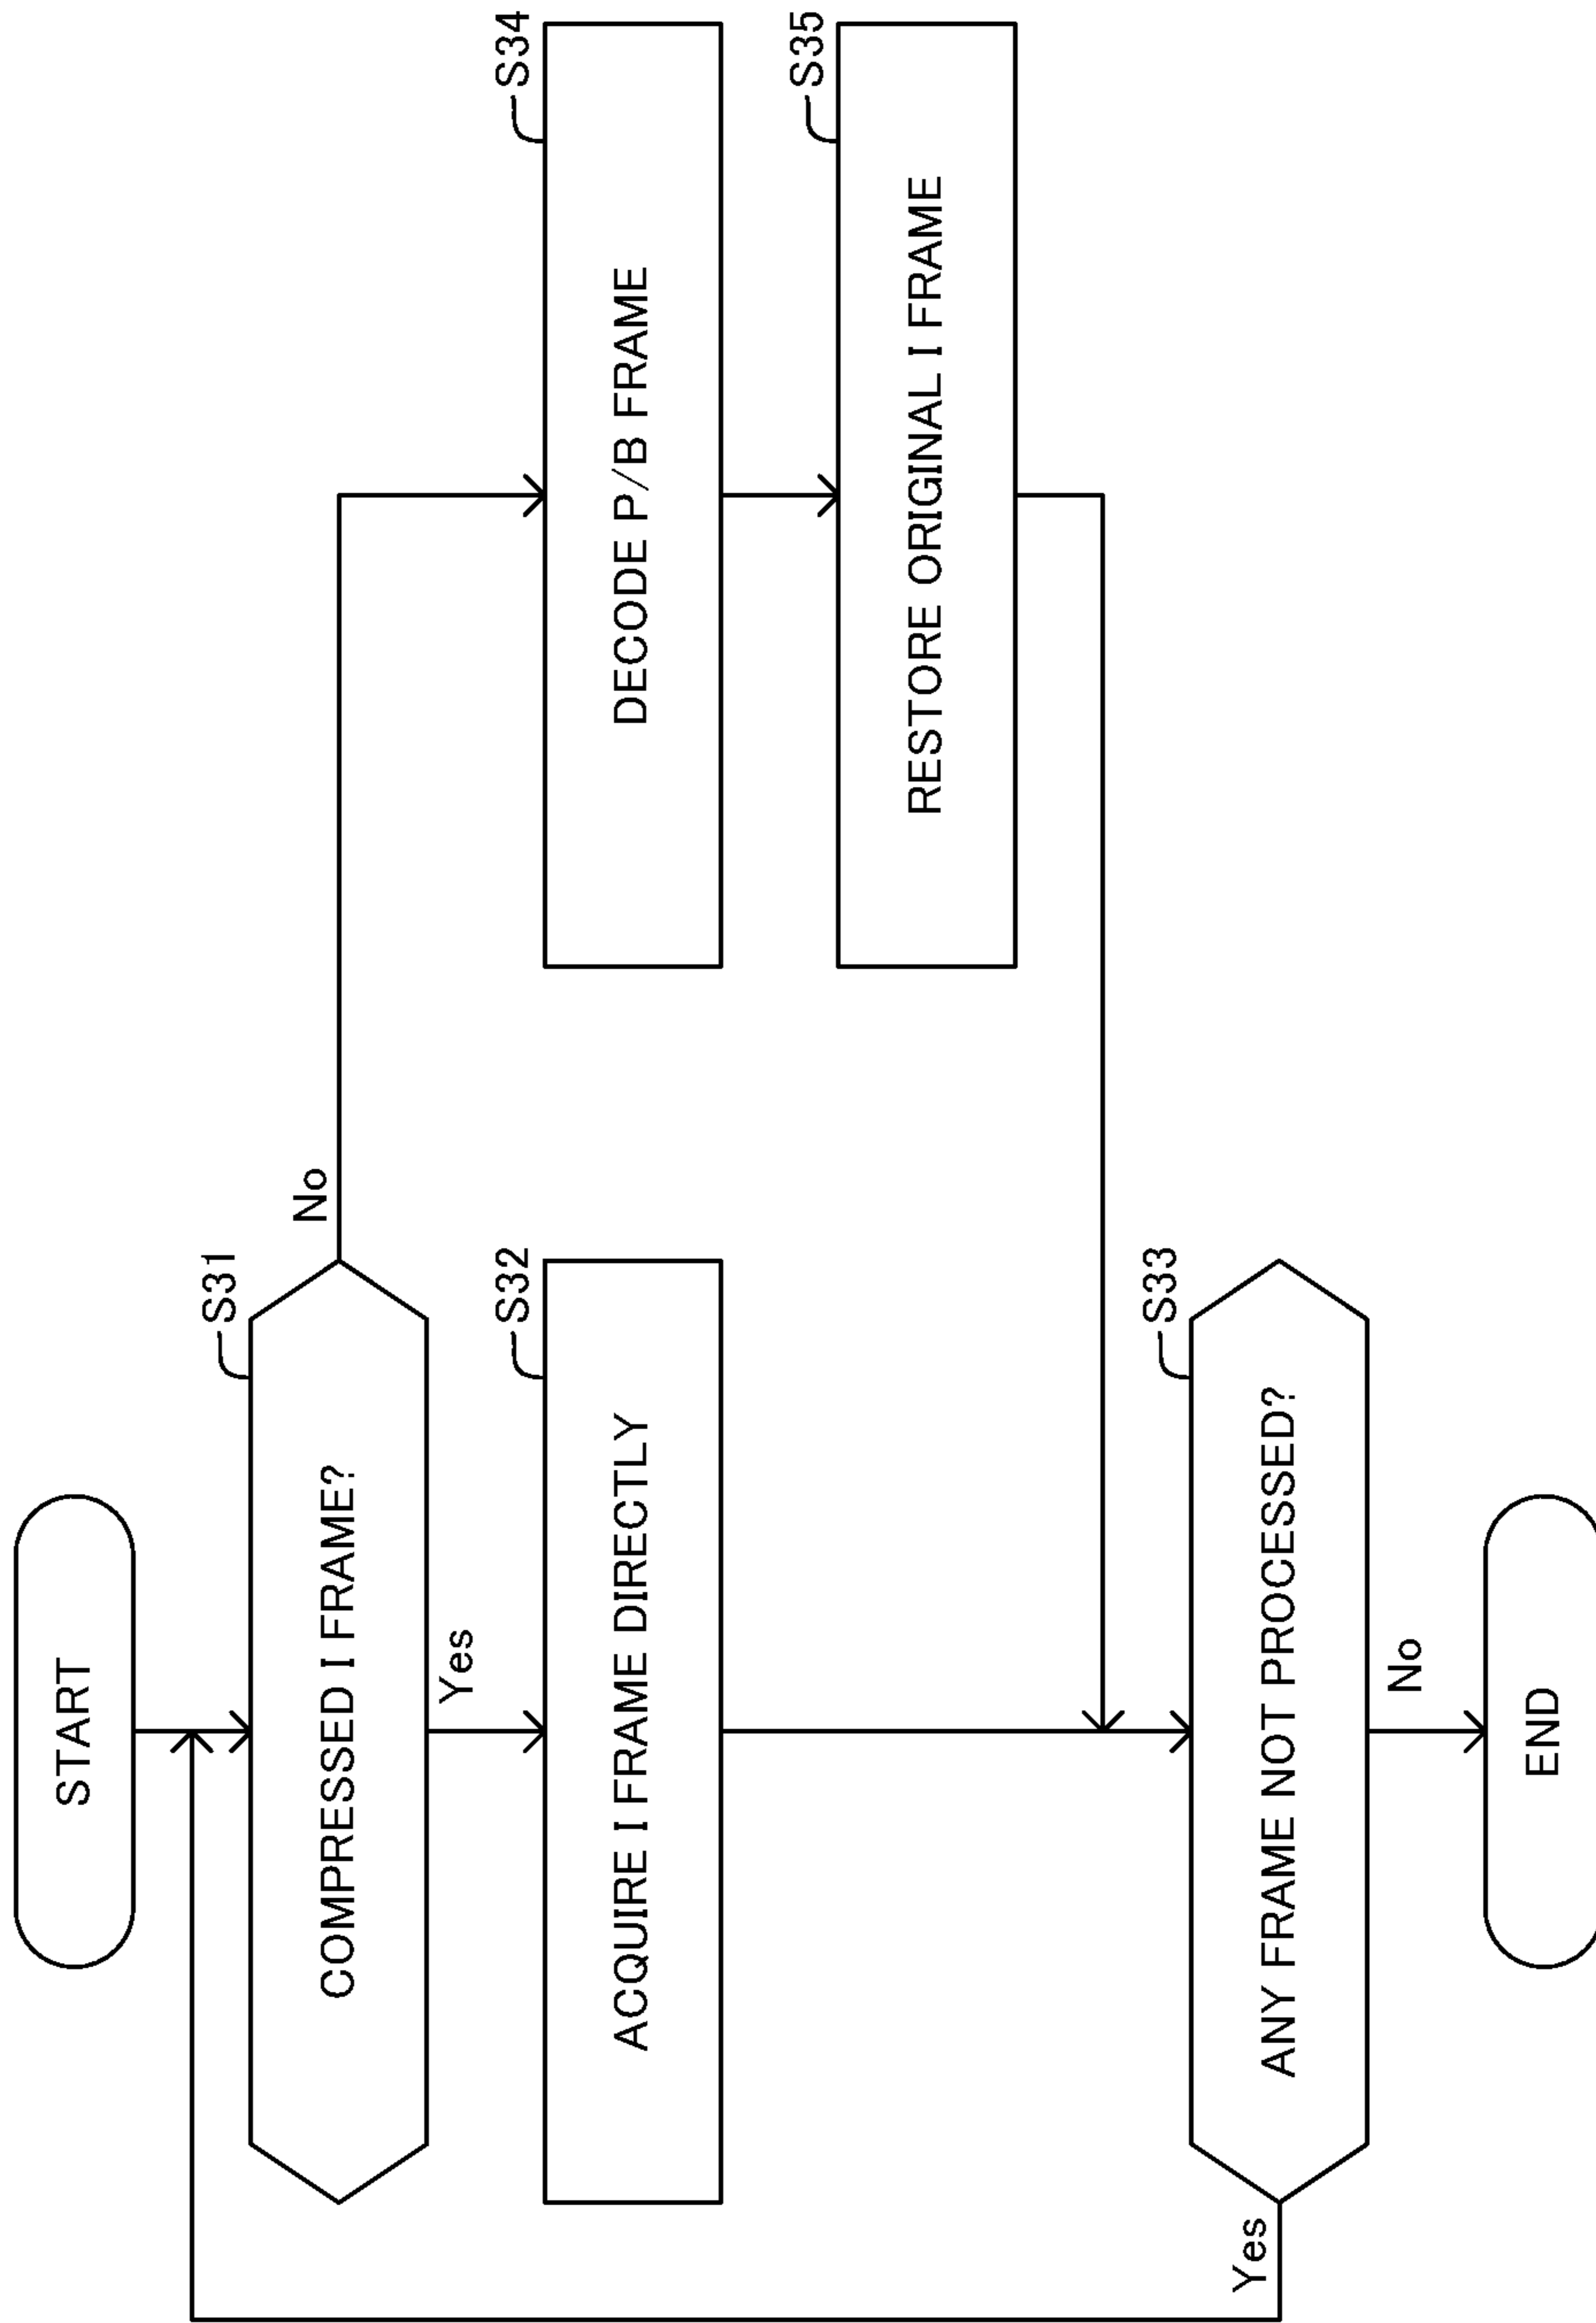 START
S31
COMPRESSED I FRAME?
No
Yes
S32
ACQUIRE I FRAME DIRECTLY
S34
DECODE P/B FRAME
S35
RESTORE ORIGINAL I FRAME
S33
ANY FRAME NOT PROCESSED?
Yes
No
END